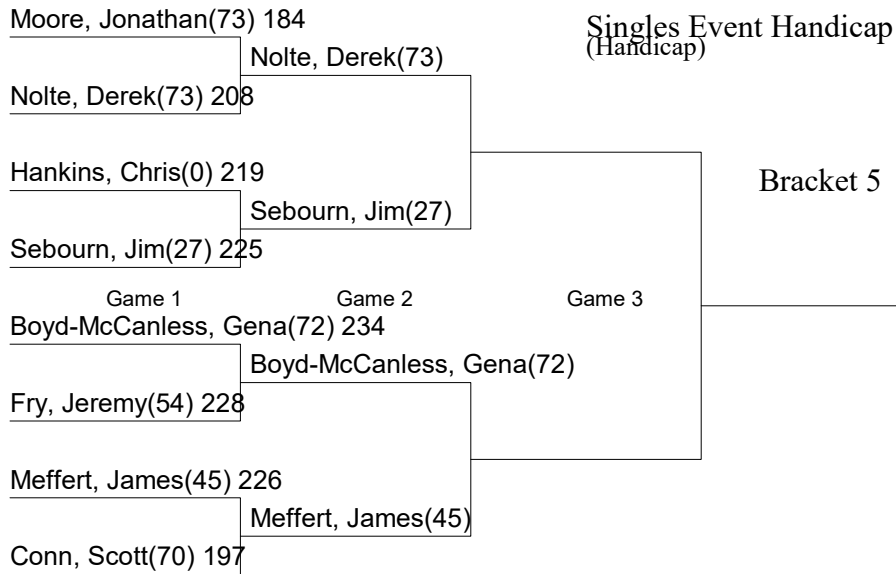 Moore, Jonathan(73) 184
Singles Event Handicap
(Handicap)
Nolte, Derek(73)
Nolte, Derek(73) 208
Hankins, Chris(0) 219
Bracket 5
Sebourn, Jim(27)
Sebourn, Jim(27) 225
Game 1 Game 2 Game 3
Boyd-McCanless, Gena(72) 234
Boyd-McCanless, Gena(72)
Fry, Jeremy(54) 228
Meffert, James(45) 226
Meffert, James(45)
Conn, Scott(70) 197